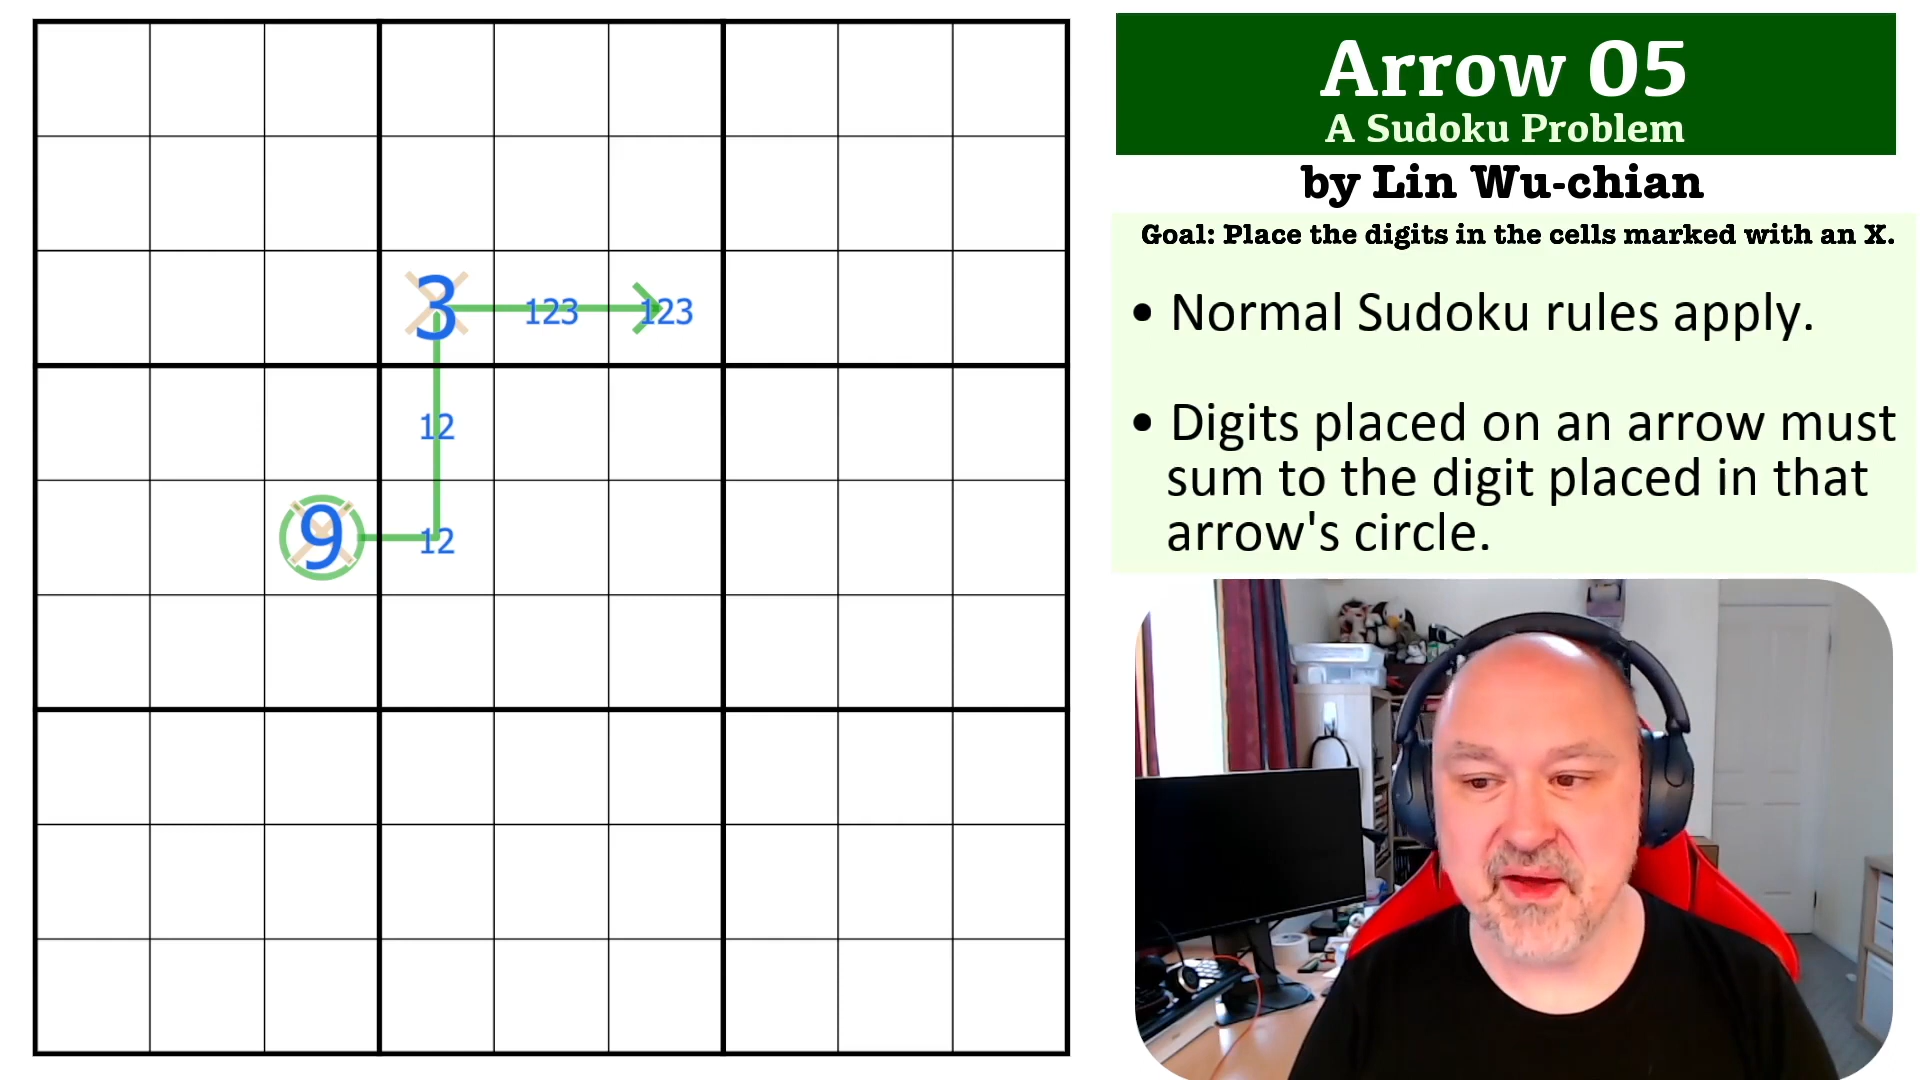 Arrow 05
A Sudoku Problem
by Lin Wu-chian
Goal: Place the digits in the cells marked with an X.
• Normal Sudoku rules apply.
• Digits placed on an arrow must
sum to the digit placed in that
arrow's circle.
3 123 123
12
9 12